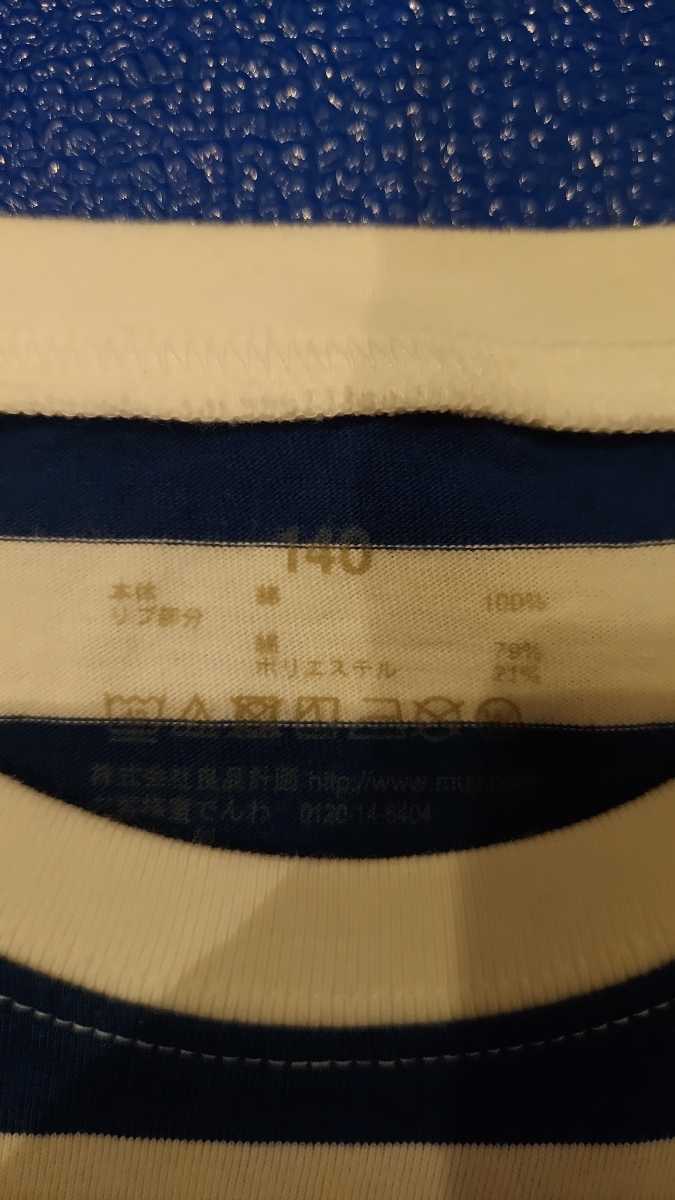 140
本体 綿 100%
リブ部分
綿 79%
ポリエステル 21%
株式会社良品計画 http://www.muji.
お客様室でんわ 0120-14-6404